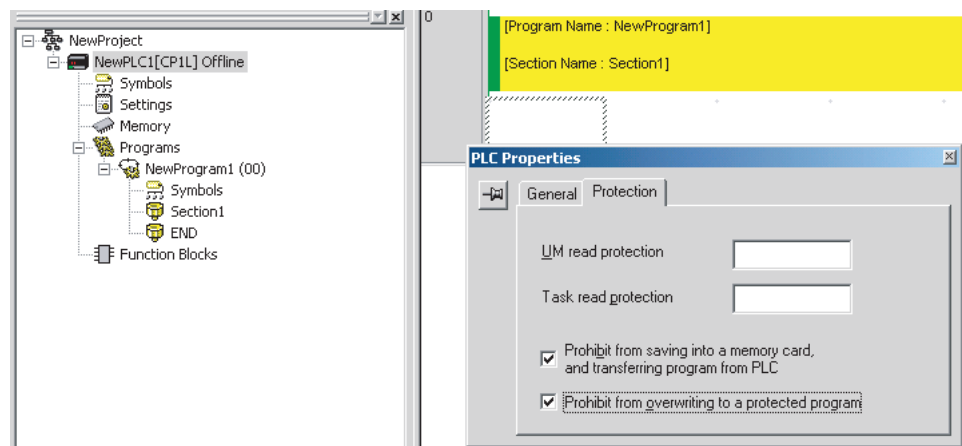 NewProject
NewPLC1[CP1L] Offline
Symbols
Settings
Memory
Programs
NewProgram1 (00)
Symbols
Section1
END
Function Blocks
0
[Program Name : NewProgram1]
[Section Name : Section1]
PLC Properties
General Protection
UM read protection
Task read protection
Prohibit from saving into a memory card,
and transferring program from PLC
Prohibit from overwriting to a protected program